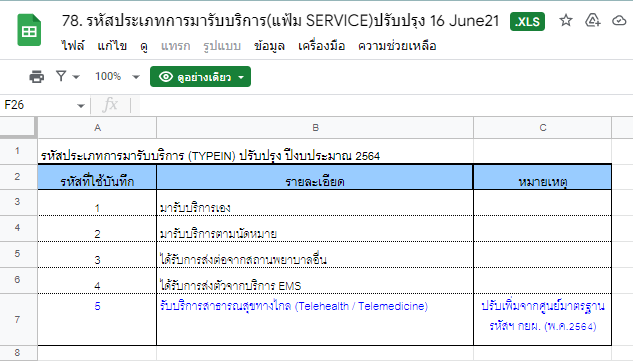 78. รหัสประเภทการมารับบริการ(แฟ้ม SERVICE)ปรับปรุง 16 June21 .XLS
ไฟล์ แก้ไข ดู แทรก รูปแบบ ข้อมูล เครื่องมือ ความช่วยเหลือ
100% ดูอย่างเดียว
F26 fx
A B C
1 รหัสประเภทการมารับบริการ (TYPEIN) ปรับปรุง ปีงบประมาณ 2564
2 รหัสที่ใช้บันทึก รายละเอียด หมายเหตุ
3 1 มารับบริการเอง
4 2 มารับบริการตามนัดหมาย
5 3 ได้รับการส่งต่อจากสถานพยาบาลอื่น
6 4 ได้รับการส่งตัวจากบริการ EMS
7 5 รับบริการสาธารณสุขทางไกล (Telehealth / Telemedicine) ปรับเพิ่มจากศูนย์มาตรฐาน
รหัสฯ กยผ. (พ.ค.2564)
8